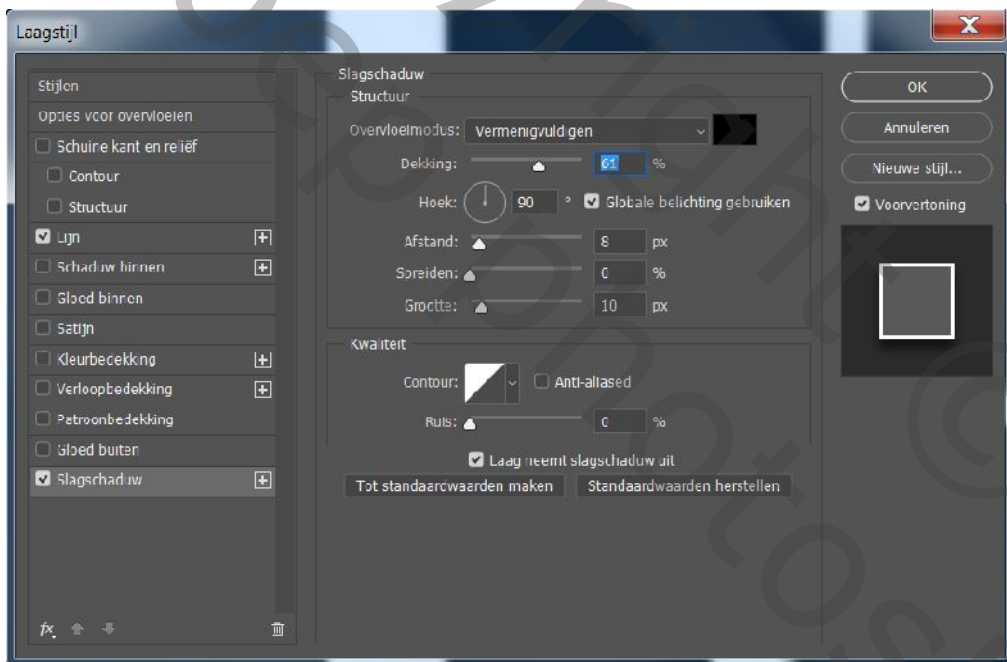 Laagstijl
X
Stijlen
Opties voor overvloeien
Schuine kant en reliëf
Contour
Structuur
Lijn
Schaduw binnen
Gloed binnen
Satijn
Kleurbedekking
Verloopbedekking
Patroonbedekking
Gloed buiten
Slagschaduw
fx
Slagschaduw
Structuur
Overvloeimodus: Vermenigvuldigen
Dekking: 61 %
Hoek: 90 ° Globale belichting gebruiken
Afstand: 8 px
Spreiden: 0 %
Grootte: 10 px
Kwaliteit
Contour: Anti-aliased
Ruis: 0 %
Laag neemt slagschaduw uit
Tot standaardwaarden maken Standaardwaarden herstellen
OK
Annuleren
Nieuwe stijl...
Voorvertoning